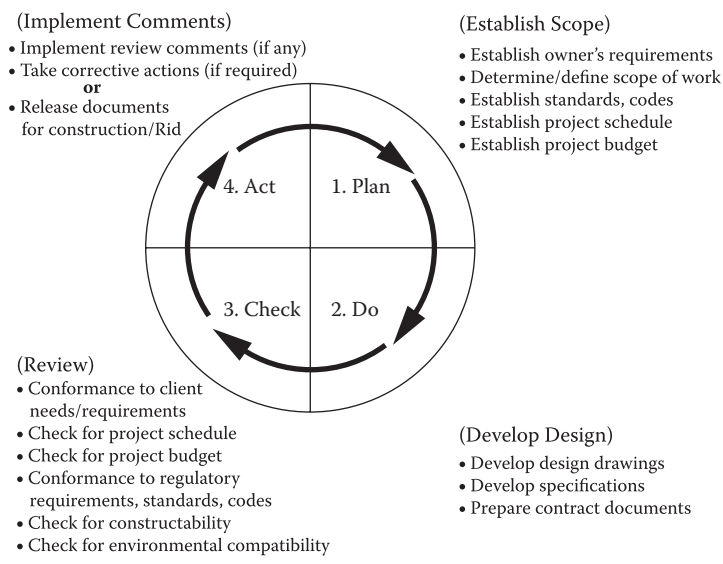 (Implement Comments)
• Implement review comments (if any)
• Take corrective actions (if required)
or
• Release documents
for construction/Rid
(Establish Scope)
• Establish owner’s requirements
• Determine/define scope of work
• Establish standards, codes
• Establish project schedule
• Establish project budget
4. Act
1. Plan
3. Check
2. Do
(Review)
• Conformance to client
needs/requirements
• Check for project schedule
• Check for project budget
• Conformance to regulatory
requirements, standards, codes
• Check for constructability
• Check for environmental compatibility
(Develop Design)
• Develop design drawings
• Develop specifications
• Prepare contract documents